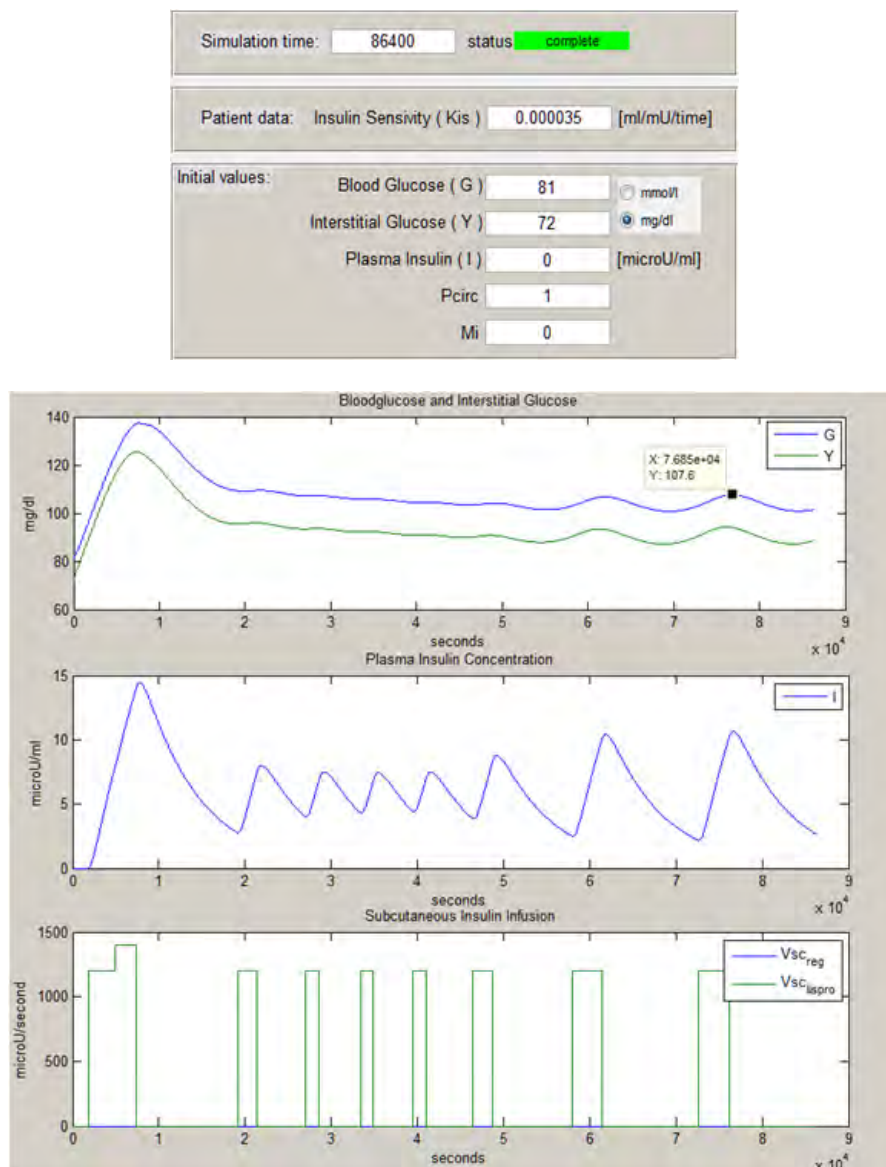 Simulation time: 86400 status complete
Patient data: Insulin Sensivity ( Kis ) 0.000035 [ml/mU/time]
Initial values:
Blood Glucose ( G ) 81 mmol/l
Interstitial Glucose ( Y ) 72 mg/dl
Plasma Insulin ( I ) 0 [microU/ml]
Pcirc 1
Mi 0
Bloodglucose and Interstitial Glucose
140
120
100
80
60
mg/dl
G
Y
X: 7.685e+04
Y: 107.6
0 1 2 3 4 5 6 7 8 9
x 10^4
seconds
Plasma Insulin Concentration
15
10
5
0
microU/ml
I
0 1 2 3 4 5 6 7 8 9
x 10^4
seconds
Subcutaneous Insulin Infusion
1500
1000
500
0
microU/second
Vsc_reg
Vsc_lispro
0 1 2 3 4 5 6 7 8 9
x 10^4
seconds